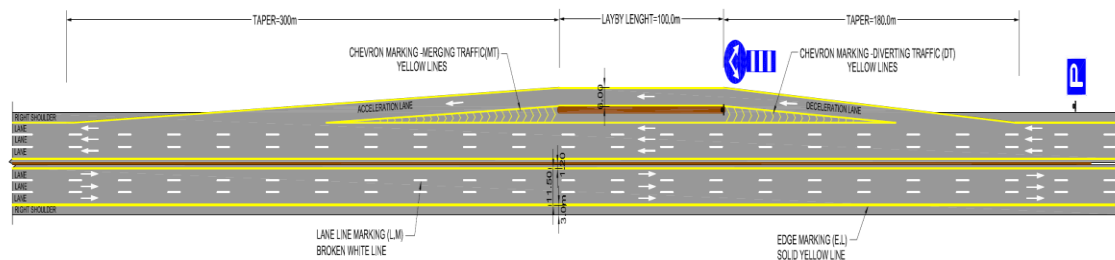 TAPER=300m
LAYBY LENGHT=100.0m
TAPER=180.0m
CHEVRON MARKING -MERGING TRAFFIC(MT)
YELLOW LINES
CHEVRON MARKING -DIVERTING TRAFFIC (DT)
YELLOW LINES
P
ACCELERATION LANE
6.00
DECELERATION LANE
RIGHT SHOULDER
LANE
LANE
LANE
1.20
LANE
LANE
LANE
11.50
RIGHT SHOULDER
3.0m
LANE LINE MARKING (L,M)
BROKEN WHITE LINE
EDGE MARKING (E,L)
SOLID YELLOW LINE